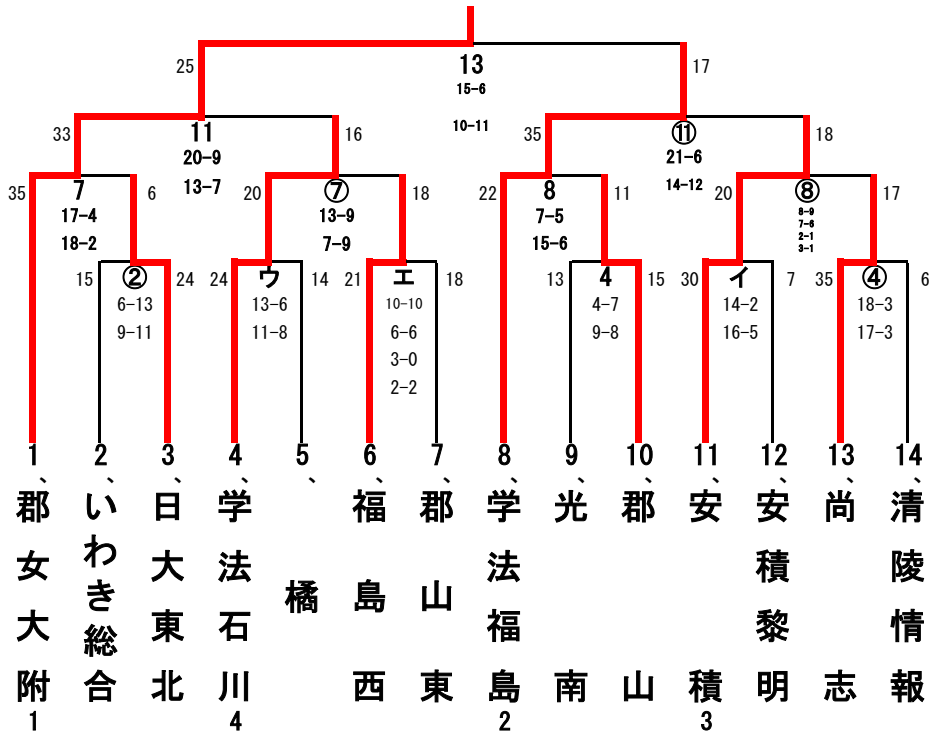 25 13 17
15-6
10-11
33 11 16 35 ⑪ 18
20-9 21-6
13-7 14-12
35 7 6 20 ⑦ 18 22 8 11 20 ⑧ 17
17-4 13-9 7-5 8-9
18-2 7-9 15-6 7-6
2-1
3-1
15 ② 24 24 ウ 14 21 エ 18 13 4 15 30 イ 7 35 ④ 6
6-13 13-6 10-10 4-7 14-2 18-3
9-11 11-8 6-6 9-8 16-5 17-3
3-0
2-2
1、郡女大附 1
2、いわき総合
3、日大東北
4、学法石川 4
5、橘
6、福島西
7、郡山東
8、学法福島 2
9、光南
10、郡山
11、安積 3
12、安積黎明
13、尚志
14、清陵情報